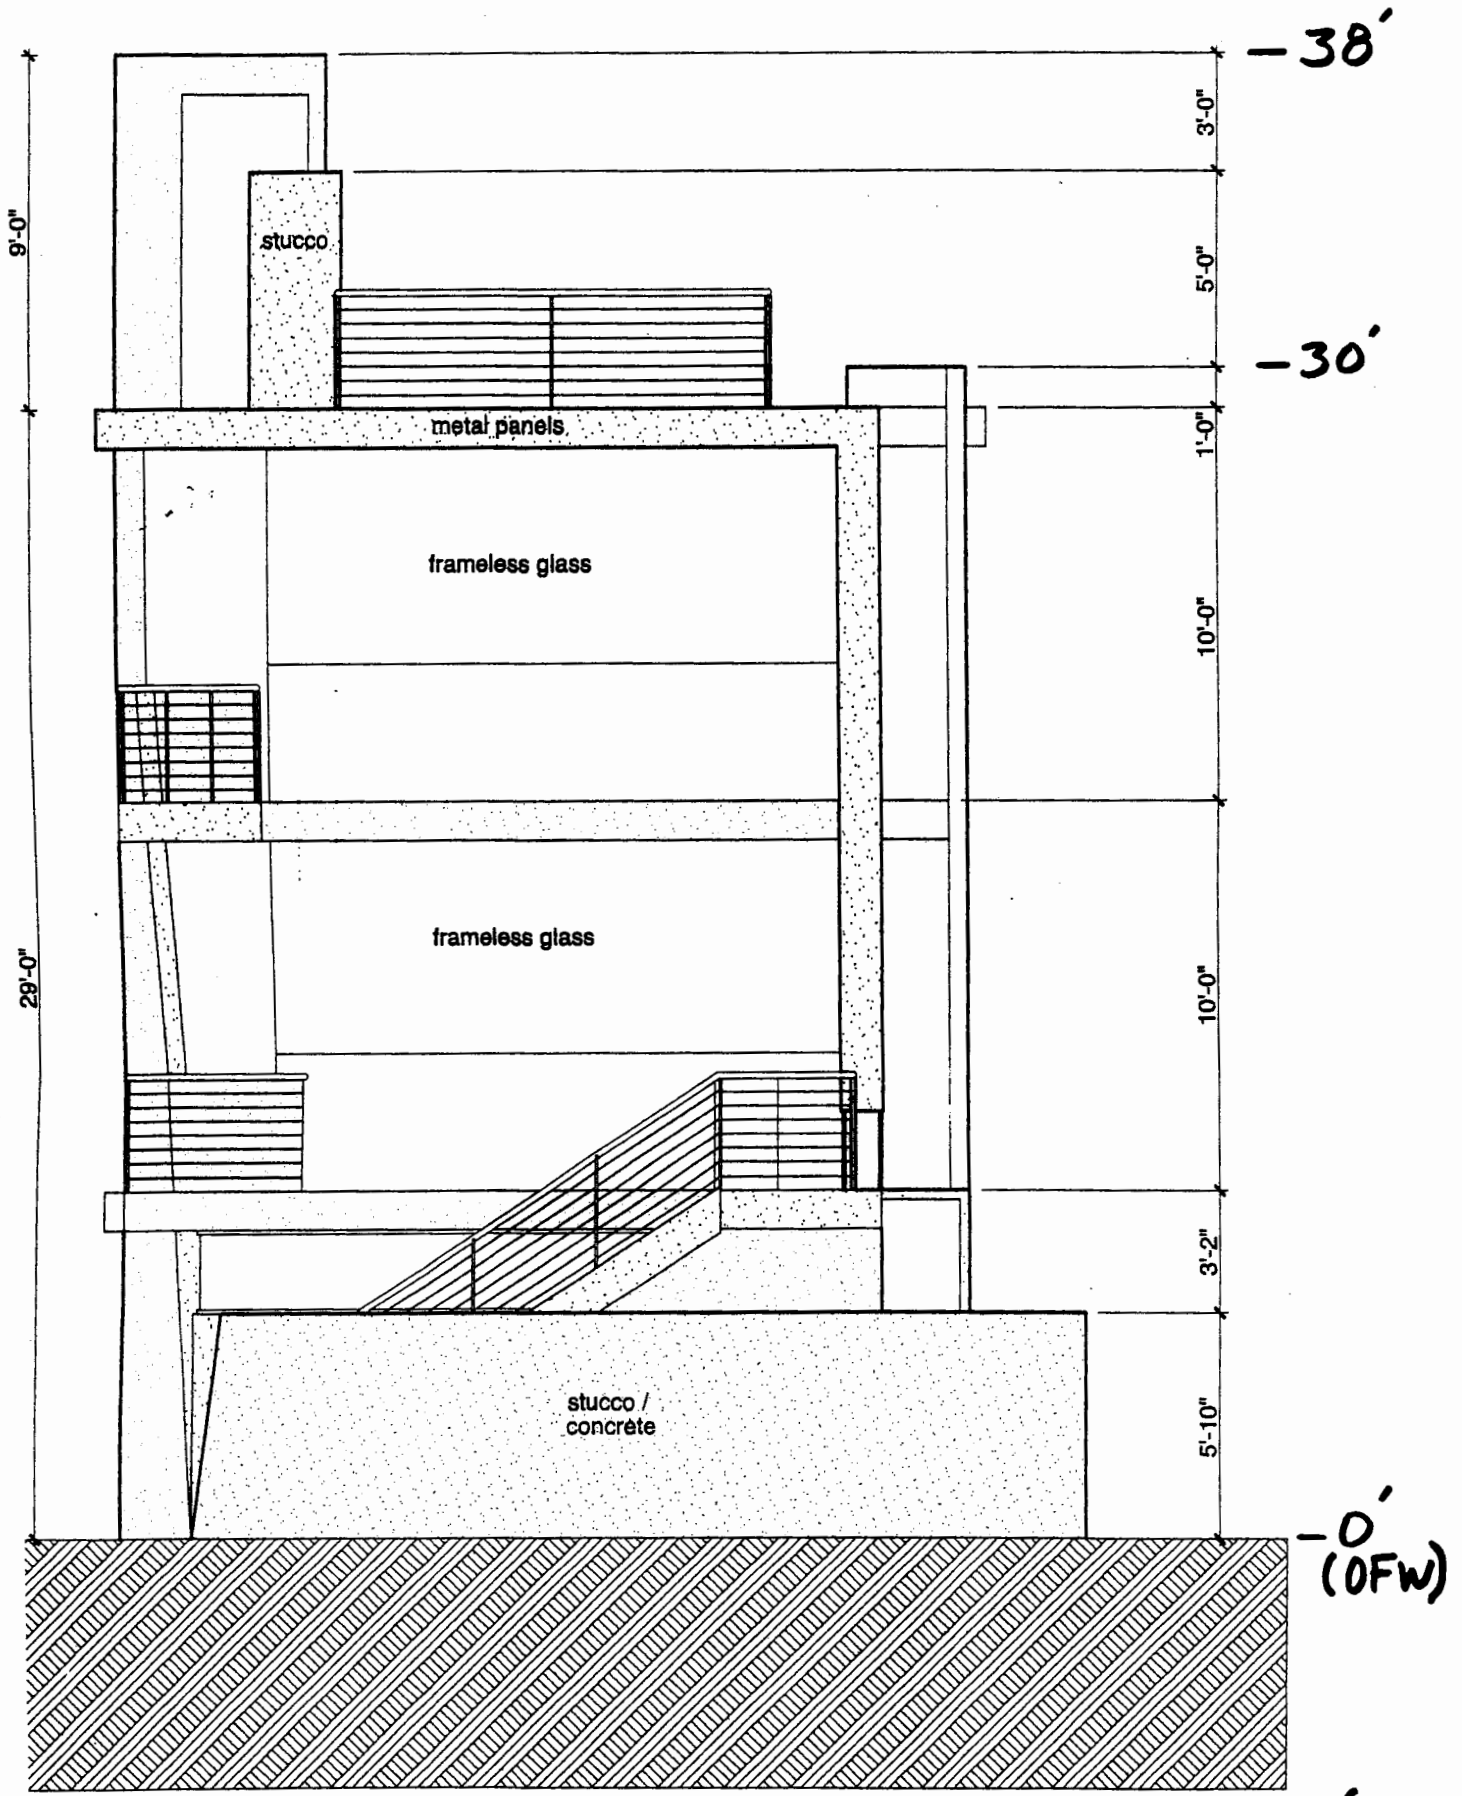 -38'
3'-0"
9'-0"
stucco
5'-0"
-30'
metal panels
1'-0"
frameless glass
10'-0"
frameless glass
29'-0"
10'-0"
3'-2"
stucco /
concrete
5'-10"
-0'
(OFW)